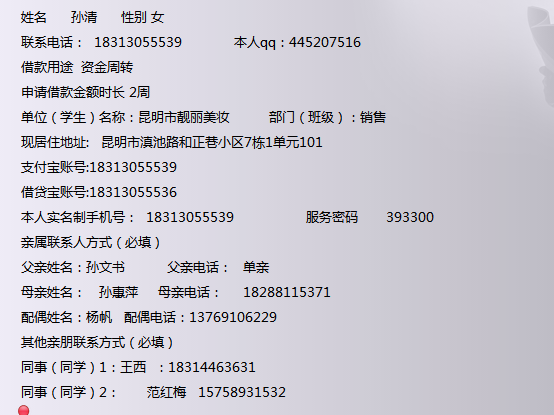 姓名 孙清 性别 女
联系电话： 18313055539 本人qq：445207516
借款用途 资金周转
申请借款金额时长 2周
单位（学生）名称：昆明市靓丽美妆 部门（班级）：销售
现居住地址: 昆明市滇池路和正巷小区7栋1单元101
支付宝账号:18313055539
借贷宝账号:18313055536
本人实名制手机号： 18313055539 服务密码 393300
亲属联系人方式（必填）
父亲姓名：孙文书 父亲电话： 单亲
母亲姓名： 孙惠萍 母亲电话： 18288115371
配偶姓名：杨帆 配偶电话：13769106229
其他亲朋联系方式（必填）
同事（同学）1：王西 ：18314463631
同事（同学）2： 范红梅 15758931532